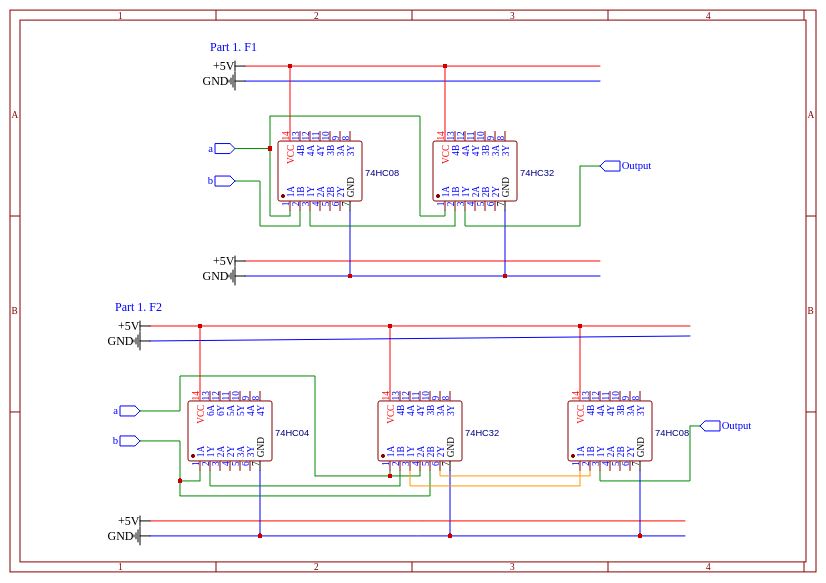 1 2 3 4
A A
Part 1. F1
+5V
GND
14 13 12 11 10 9 8
VCC 4B 4A 4Y 3B 3A 3Y
a
74HC08
1A 1B 1Y 2A 2B 2Y GND
1 2 3 4 5 6 7
14 13 12 11 10 9 8
VCC 4B 4A 4Y 3B 3A 3Y
74HC32
1A 1B 1Y 2A 2B 2Y GND
1 2 3 4 5 6 7
Output
b
+5V
GND
B B
Part 1. F2
+5V
GND
14 13 12 11 10 9 8
VCC 6A 6Y 5A 5Y 4A 4Y
a
74HC04
1A 1Y 2A 2Y 3A 3Y GND
1 2 3 4 5 6 7
14 13 12 11 10 9 8
VCC 4B 4A 4Y 3B 3A 3Y
74HC32
1A 1B 1Y 2A 2B 2Y GND
1 2 3 4 5 6 7
14 13 12 11 10 9 8
VCC 4B 4A 4Y 3B 3A 3Y
74HC08
1A 1B 1Y 2A 2B 2Y GND
1 2 3 4 5 6 7
Output
b
+5V
GND
1 2 3 4